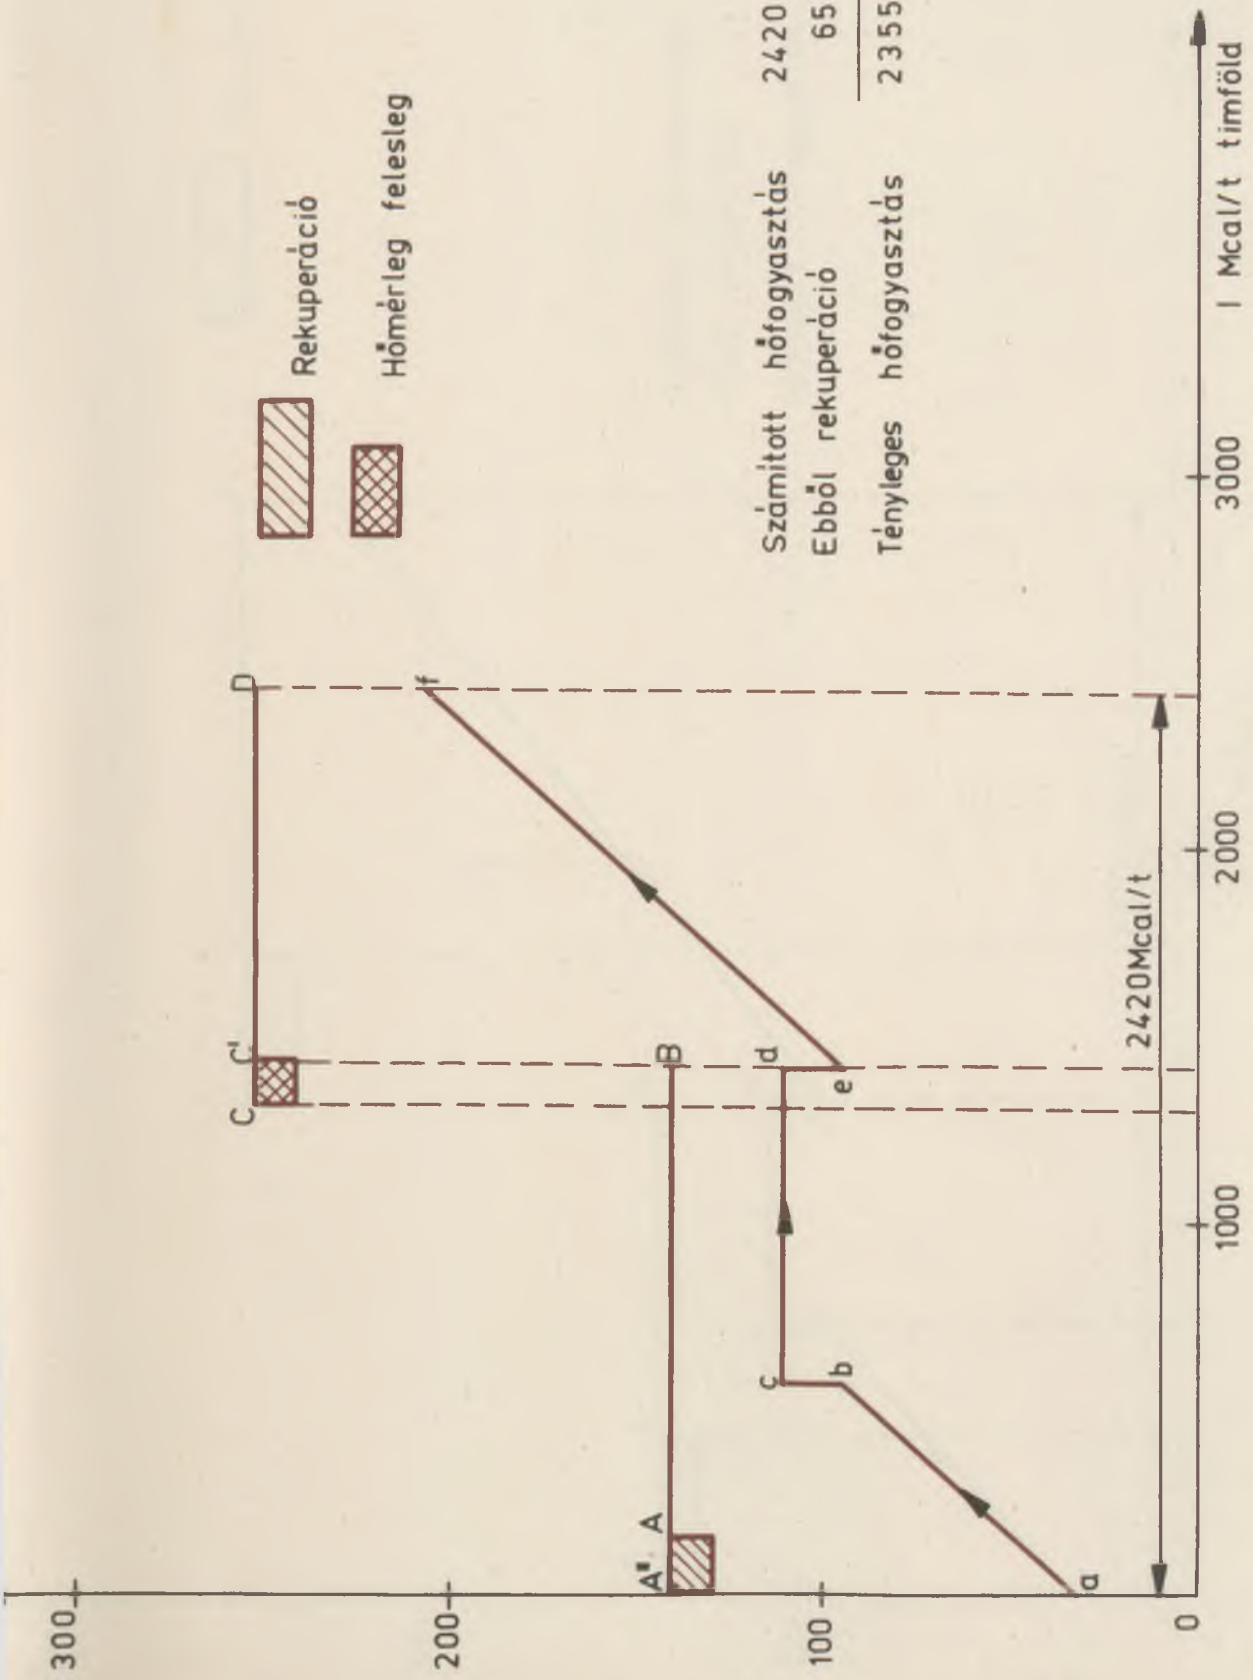 Rekuperáció
Hőmérleg felesleg
Számított hőfogyasztás 2420
Ebből rekuperáció 65
Tényleges hőfogyasztás 2355
300
200
100
0
C C' D
f
A" A B
c d
b e
a
2420Mcal/t
1000 2000 3000
I Mcal/t timföld